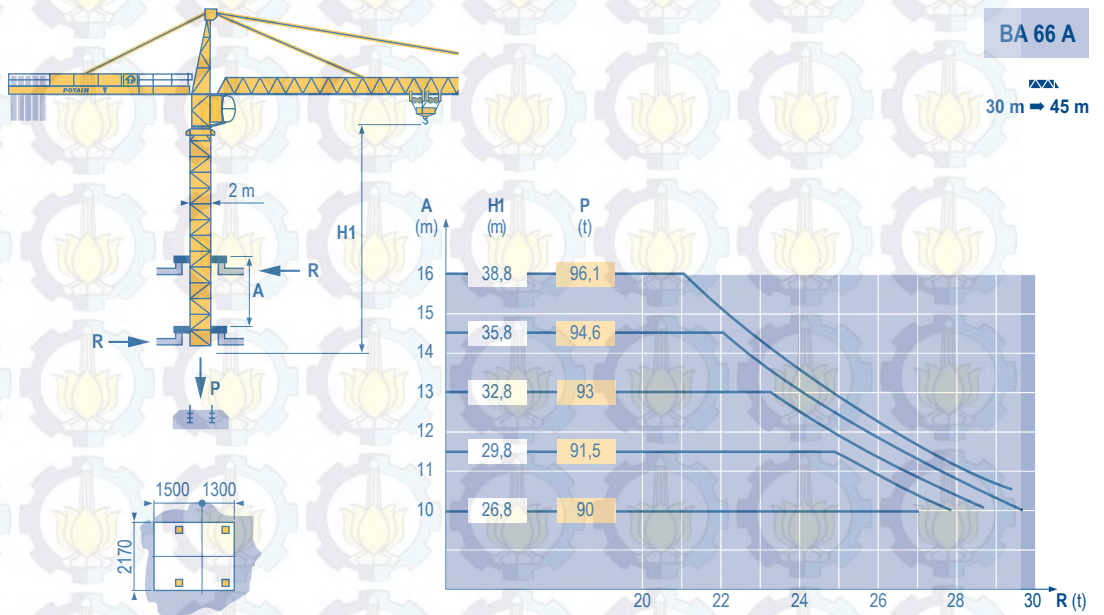 BA 66 A
30 m ➡ 45 m
POTAIN
2 m
H1
R
A
R
P
1500 1300
2170
A H1 P
(m) (m) (t)
16 38,8 96,1
15
35,8 94,6
14
13 32,8 93
12
29,8 91,5
11
10 26,8 90
20 22 24 26 28 30 R (t)